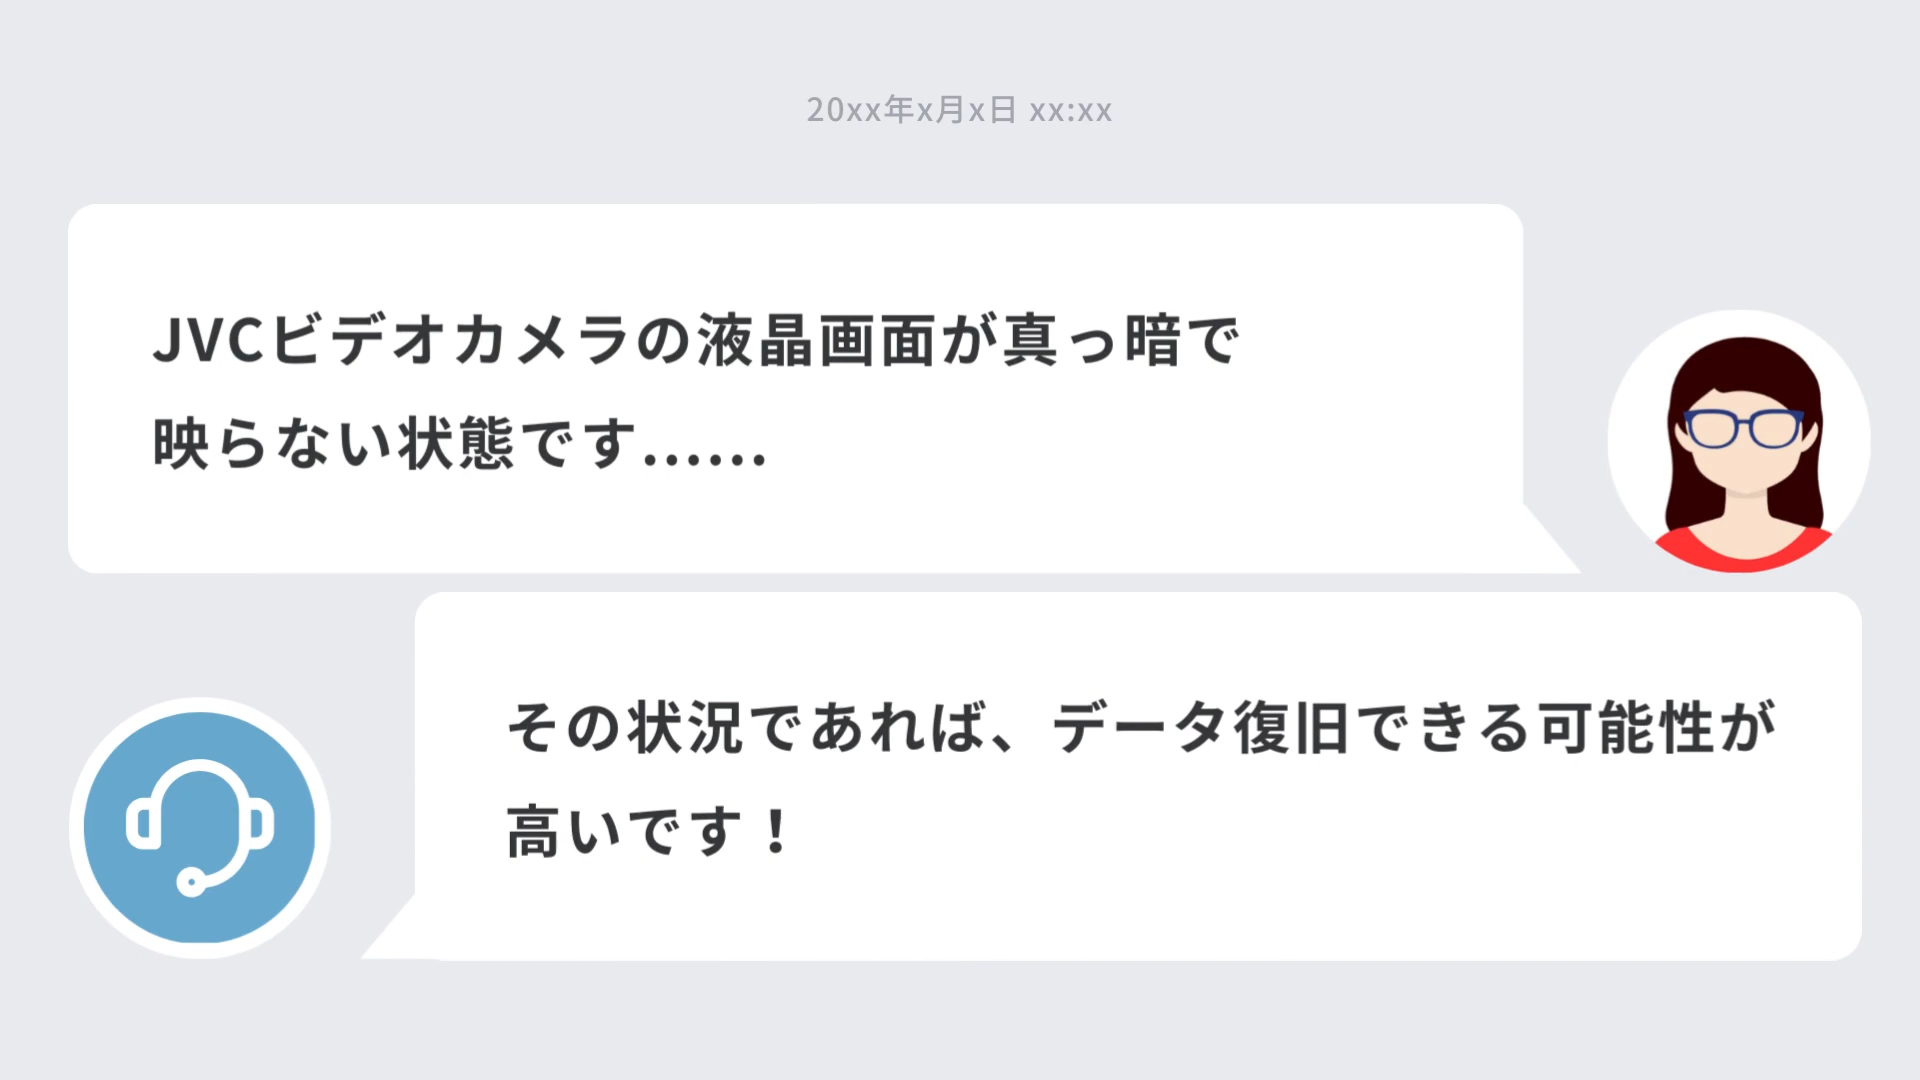 20xx年x月x日 xx:xx
JVCビデオカメラの液晶画面が真っ暗で
映らない状態です......
その状況であれば、データ復旧できる可能性が
高いです！